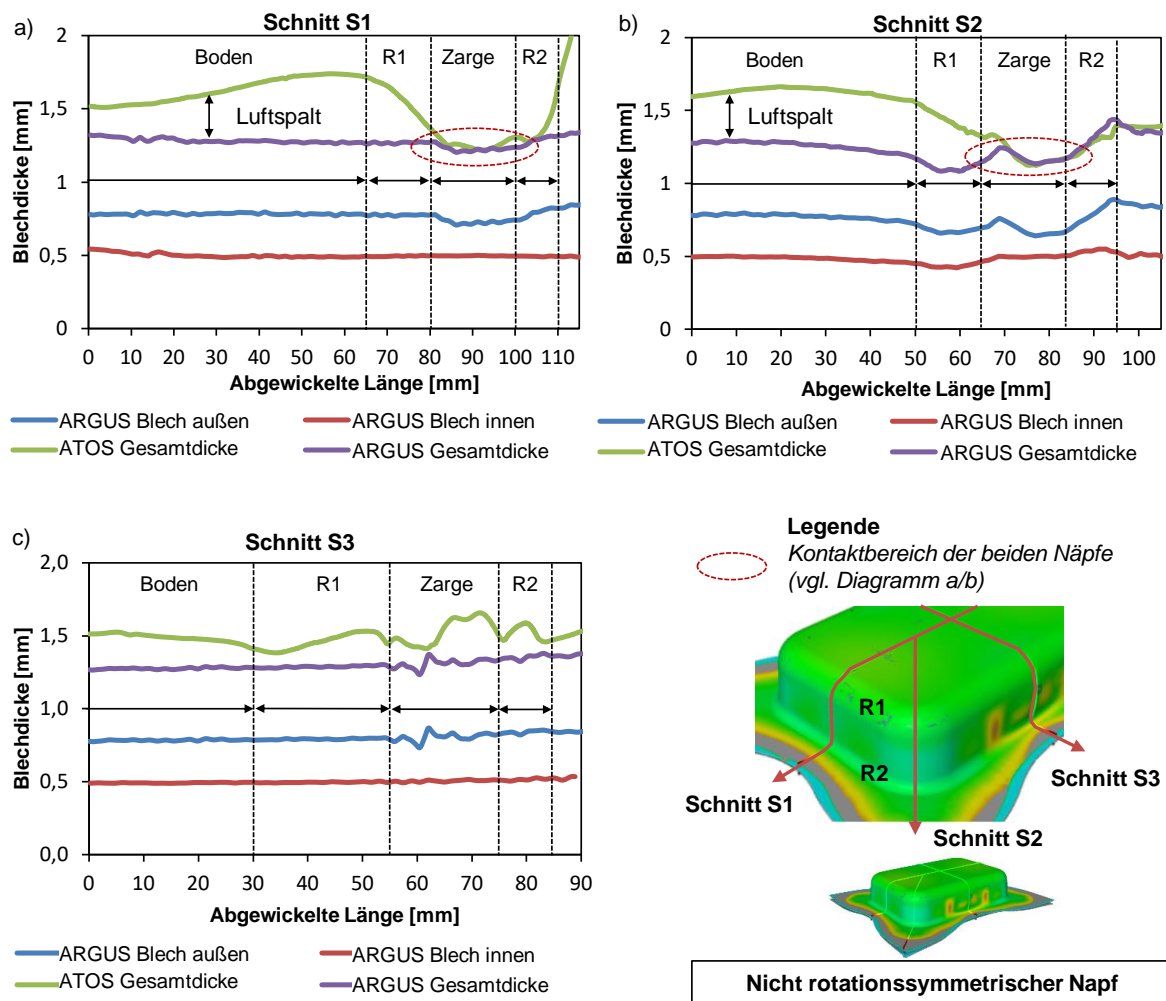 a)
Schnitt S1
Blechdicke [mm]
2
1,5
1
0,5
0
Boden
R1
Zarge
R2
Luftspalt
0 10 20 30 40 50 60 70 80 90 100 110
Abgewickelte Länge [mm]
ARGUS Blech außen
ARGUS Blech innen
ATOS Gesamtdicke
ARGUS Gesamtdicke
b)
Schnitt S2
Blechdicke [mm]
2
1,5
1
0,5
0
Boden
R1
Zarge
R2
Luftspalt
0 10 20 30 40 50 60 70 80 90 100
Abgewickelte Länge [mm]
ARGUS Blech außen
ARGUS Blech innen
ATOS Gesamtdicke
ARGUS Gesamtdicke
c)
Schnitt S3
Blechdicke [mm]
2,0
1,5
1,0
0,5
0,0
Boden
R1
Zarge
R2
0 10 20 30 40 50 60 70 80 90
Abgewickelte Länge [mm]
ARGUS Blech außen
ARGUS Blech innen
ATOS Gesamtdicke
ARGUS Gesamtdicke
Legende
Kontaktbereich der beiden Näpfe
(vgl. Diagramm a/b)
R1
R2
Schnitt S1
Schnitt S3
Schnitt S2
Nicht rotationssymmetrischer Napf